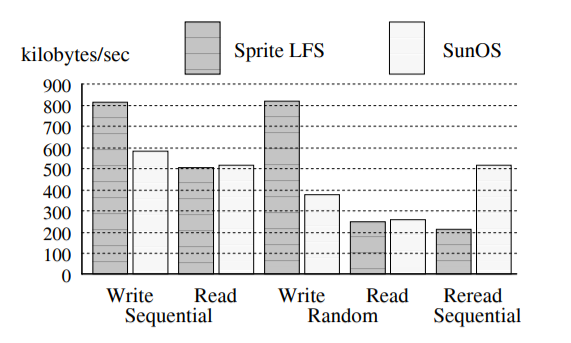 kilobytes/sec
Sprite LFS
SunOS
900
800
700
600
500
400
300
200
100
0
Write Read Write Read Reread
Sequential Random Sequential